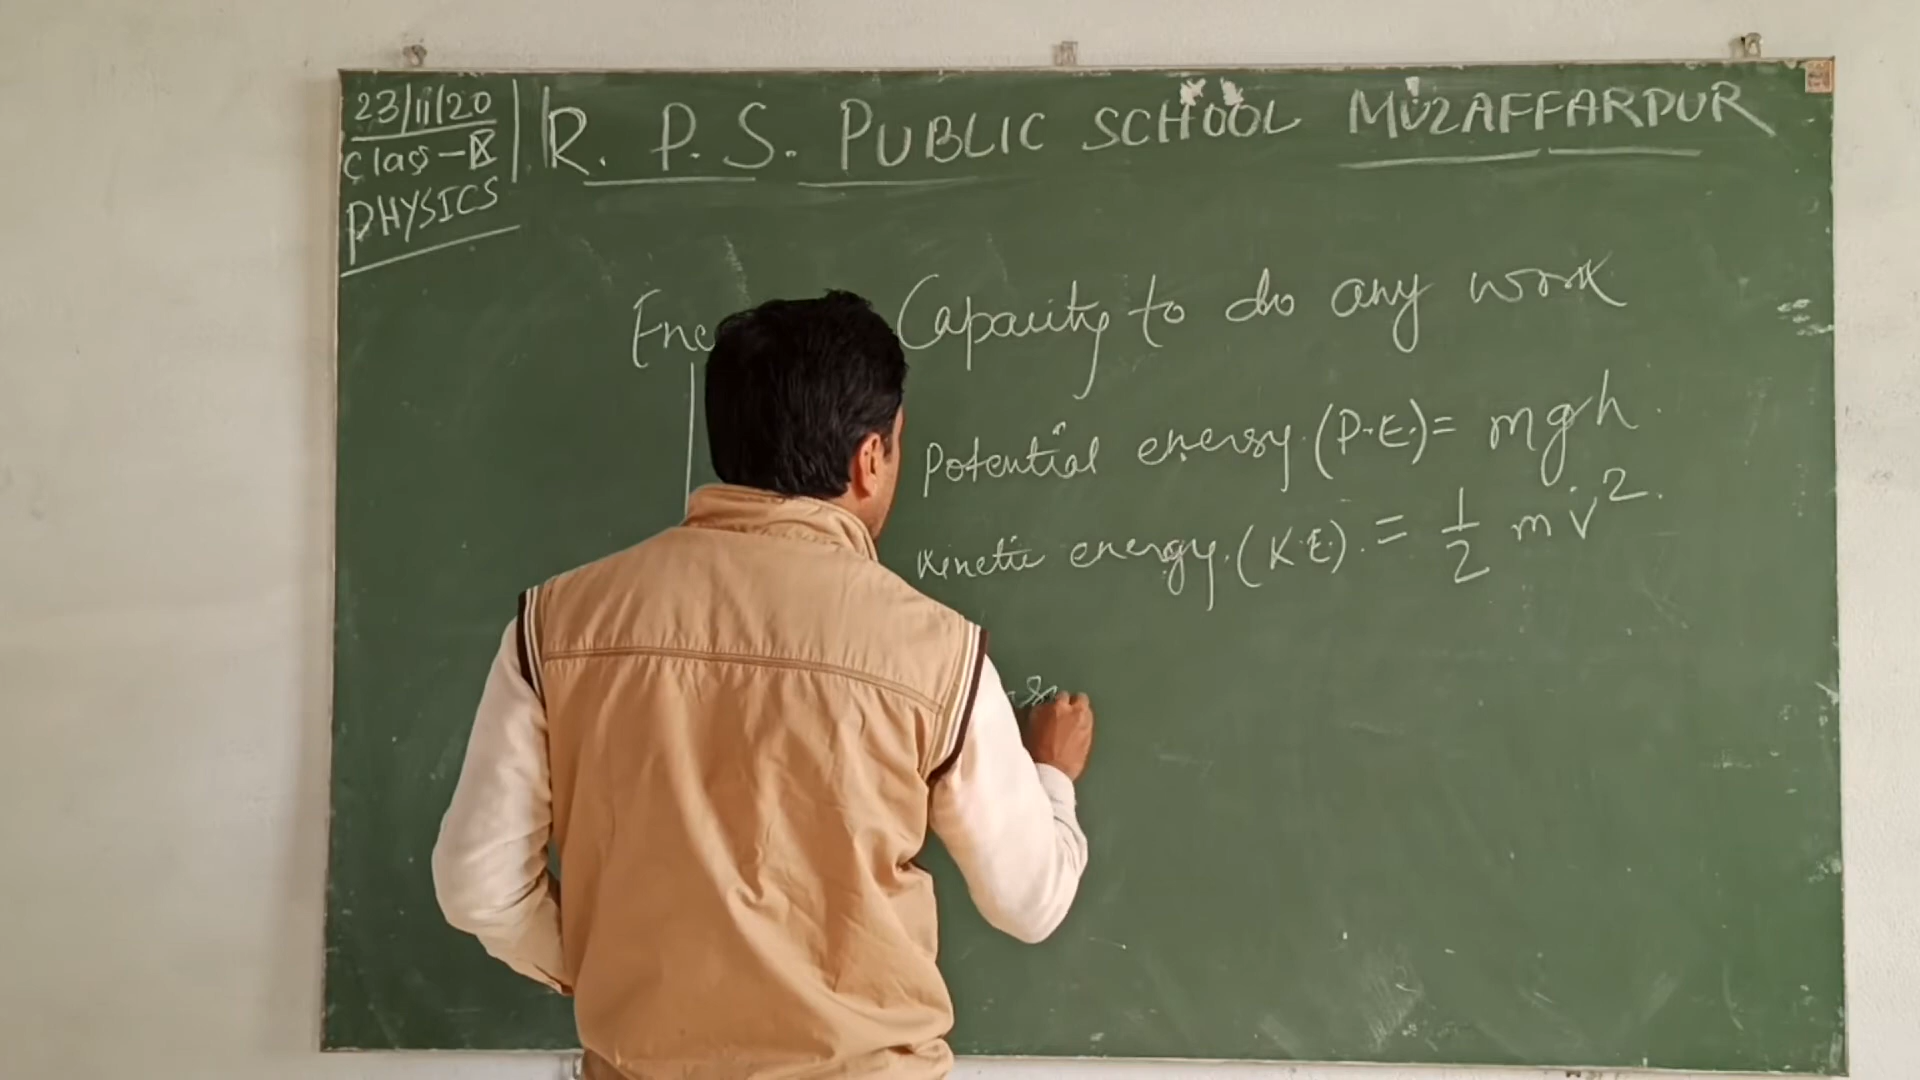 23/11/20
Class-IX
PHYSICS
R. P. S. PUBLIC SCHOOL MUZAFFARPUR
Capacity to do any work
Potential energy.(P.E.)= mgh.
Kinetic energy.(K.E). = 1/2 mv².